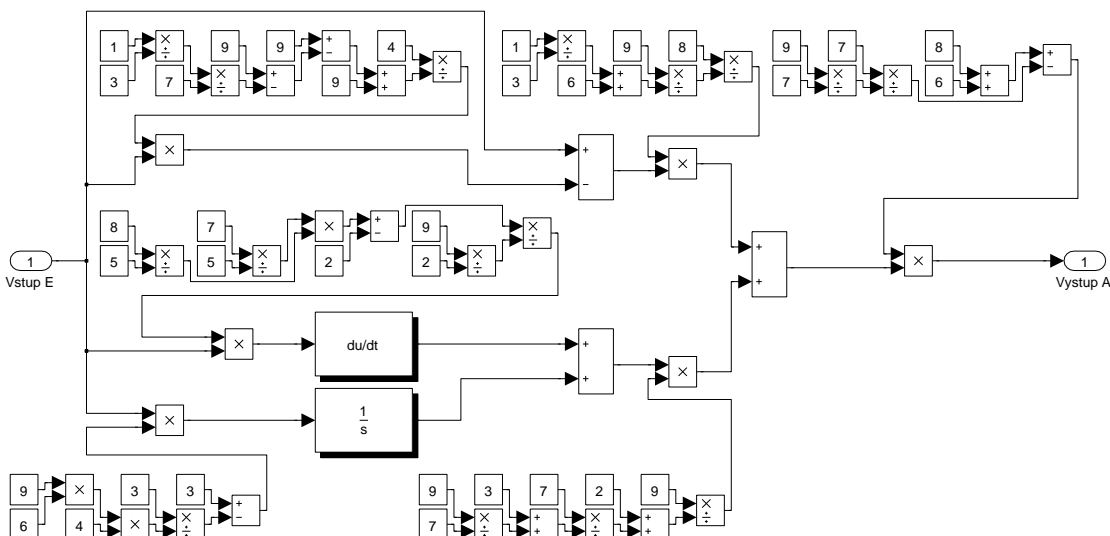 1 × ÷ 9 9 + − 4 × ÷ 1 × ÷ 9 8 × ÷ 9 7 8 + −
3 7 × ÷ + − 9 + + 3 6 + + × ÷ 7 × ÷ × ÷ 6 + +
× + − × +
8 7 × + − 9 × ÷
5 × ÷ 5 × ÷ 2 2 × ÷
1 + × 1
Vstup E Vystup A
× du/dt + + ×
× 1
s
9 × 3 3 + − 9 3 7 2 9 × ÷
6 4 × × ÷ 7 × ÷ + + × ÷ + +